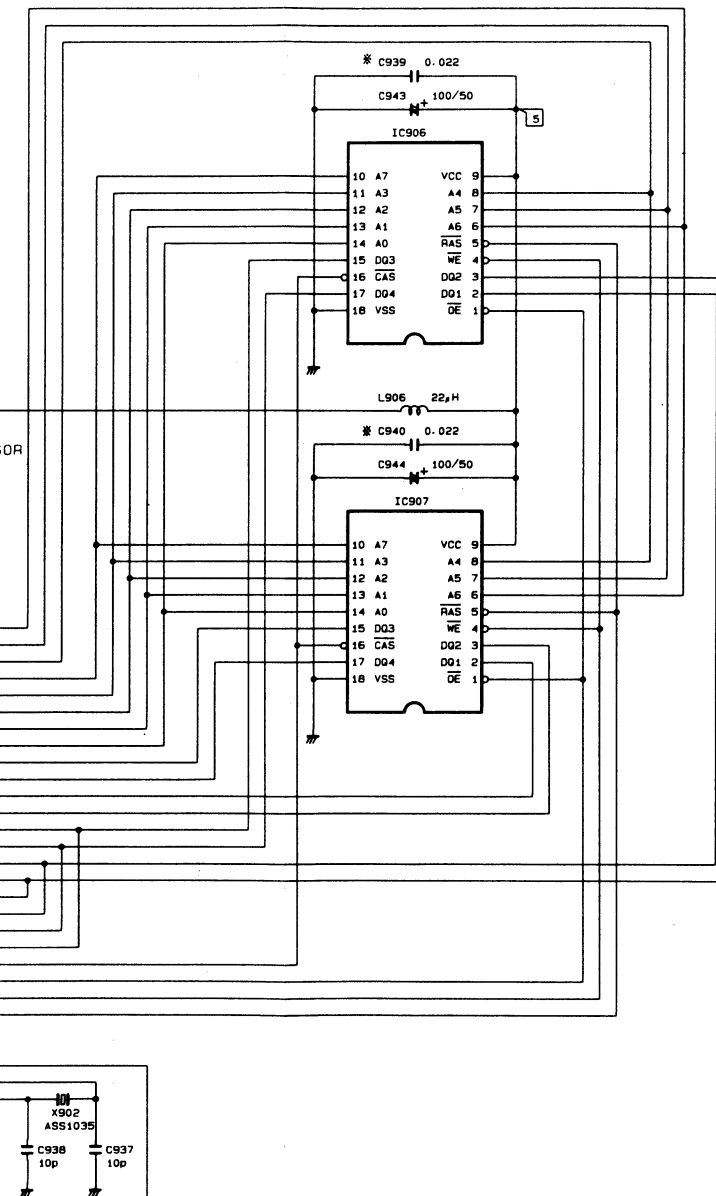 ※ C939 0.022
C943 + 100/50
5
IC906
10 A7 VCC 9
11 A3 A4 8
12 A2 A5 7
13 A1 A6 6
14 A0 RAS 5
15 DQ3 WE 4
16 CAS DQ2 3
17 DQ4 DQ1 2
18 VSS OE 1
L906 22μH
※ C940 0.022
SOR
C944 + 100/50
IC907
10 A7 VCC 9
11 A3 A4 8
12 A2 A5 7
13 A1 A6 6
14 A0 RAS 5
15 DQ3 WE 4
16 CAS DQ2 3
17 DQ4 DQ1 2
18 VSS OE 1
X902
ASS1035
C938 C937
10p 10p